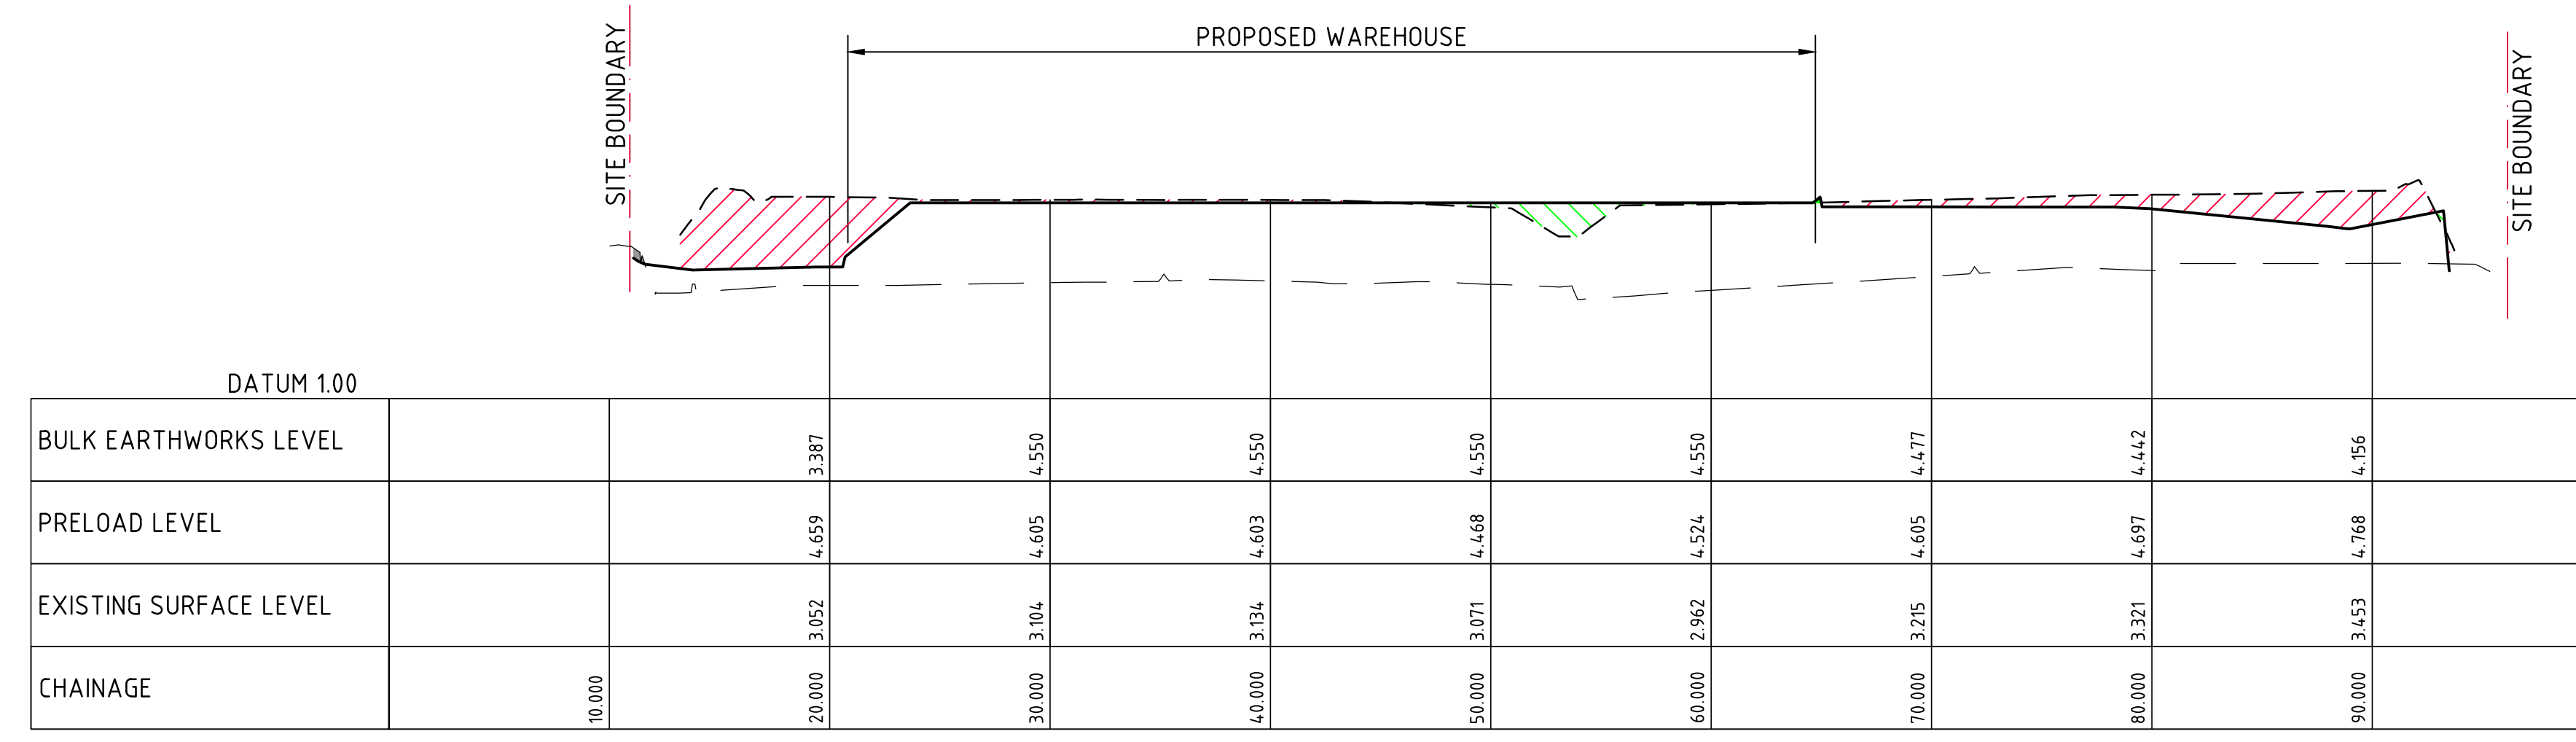 SITE BOUNDARY
PROPOSED WAREHOUSE
SITE BOUNDARY
DATUM 1.00
BULK EARTHWORKS LEVEL 3.387 4.550 4.550 4.550 4.550 4.477 4.442 4.156
PRELOAD LEVEL 4.659 4.605 4.603 4.468 4.524 4.605 4.697 4.768
EXISTING SURFACE LEVEL 3.052 3.104 3.134 3.071 2.962 3.215 3.321 3.453
CHAINAGE 10.000 20.000 30.000 40.000 50.000 60.000 70.000 80.000 90.000